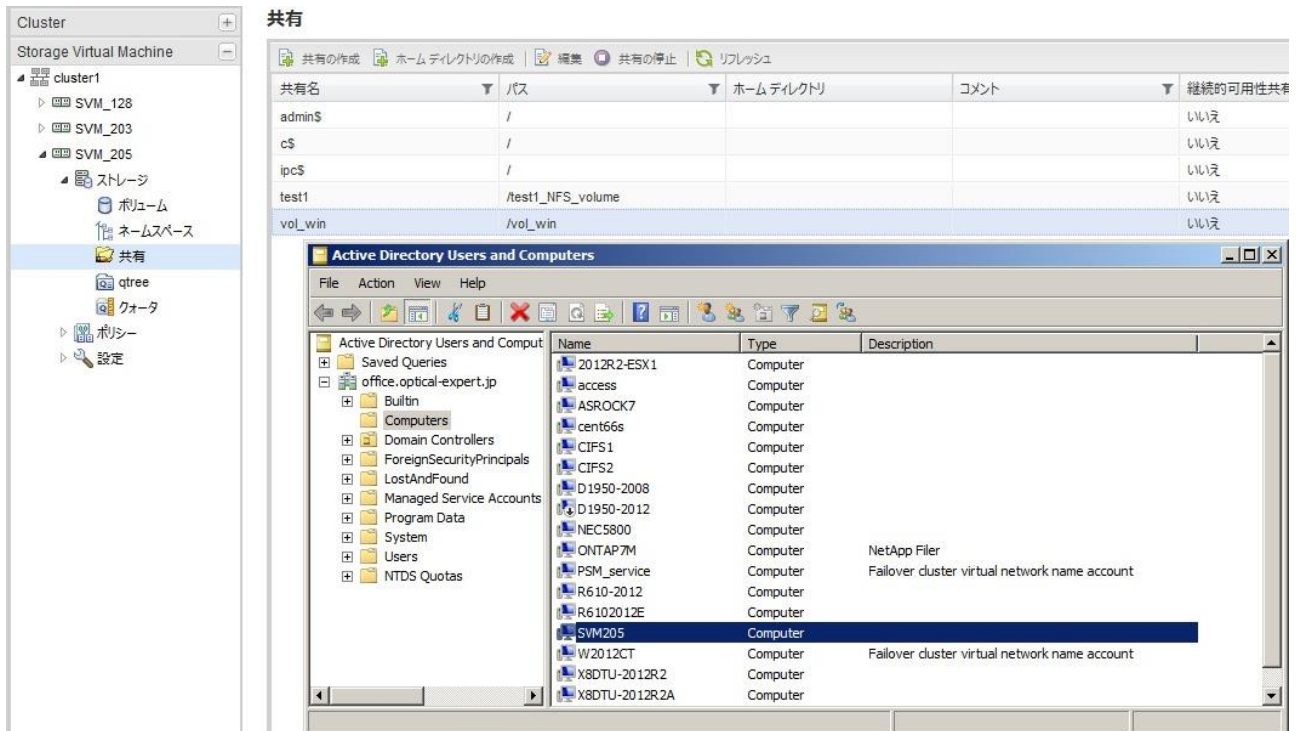 Cluster
Storage Virtual Machine
cluster1
SVM_128
SVM_203
SVM_205
ストレージ
ボリューム
ネームスペース
共有
qtree
クォータ
ポリシー
設定
共有
共有の作成 ホーム ディレクトリの作成 編集 共有の停止 リフレッシュ
共有名 パス ホーム ディレクトリ コメント 継続的可用性共有
admin$ / いいえ
c$ / いいえ
ipc$ / いいえ
test1 /test1_NFS_volume いいえ
vol_win /vol_win いいえ
Active Directory Users and Computers
File Action View Help
Active Directory Users and Comput
Saved Queries
office.optical-expert.jp
Builtin
Computers
Domain Controllers
ForeignSecurityPrincipals
LostAndFound
Managed Service Accounts
Program Data
System
Users
NTDS Quotas
Name Type Description
2012R2-ESX1 Computer
access Computer
ASROCK7 Computer
cent66s Computer
CIFS1 Computer
CIFS2 Computer
D1950-2008 Computer
D1950-2012 Computer
NEC5800 Computer
ONTAP7M Computer NetApp Filer
PSM_service Computer Failover cluster virtual network name account
R610-2012 Computer
R6102012E Computer
SVM205 Computer
W2012CT Computer Failover cluster virtual network name account
X8DTU-2012R2 Computer
X8DTU-2012R2A Computer